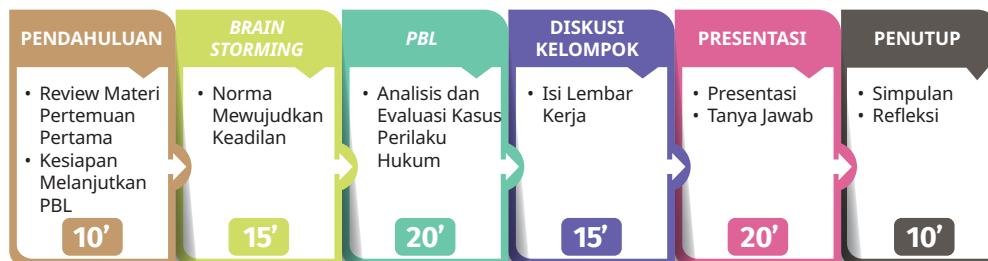 PENDAHULUAN
• Review Materi
Pertemuan
Pertama
• Kesiapan
Melanjutkan
PBL
10’
BRAIN
STORMING
• Norma
Mewujudkan
Keadilan
15’
PBL
• Analisis dan
Evaluasi Kasus
Perilaku
Hukum
20’
DISKUSI
KELOMPOK
• Isi Lembar
Kerja
15’
PRESENTASI
• Presentasi
• Tanya Jawab
20’
PENUTUP
• Simpulan
• Refleksi
10’